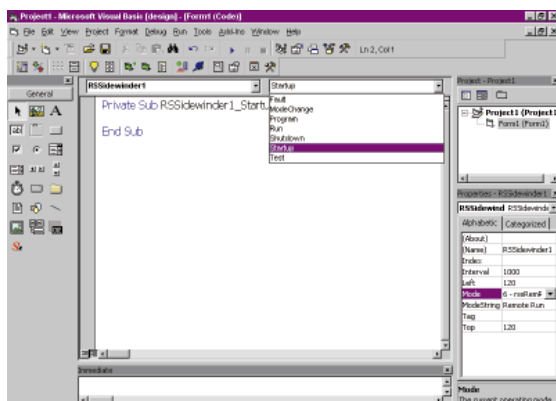 Project1 - Microsoft Visual Basic [design] - [Form1 (Code)]
File Edit View Project Format Debug Run Tools Add-Ins Window Help
Ln 2, Col 1
General
RSSidewinder1
Startup
Private Sub RSSidewinder1_Startu
End Sub
Fault
ModeChange
Program
Run
Shutdown
Startup
Test
Immediate
Project - Project1
Project1 (Project1
Form1 (Form1)
Properties - RSSidewinder1
RSSidewind RSSidewinde
Alphabetic Categorized
(About)
(Name) RSSidewinder1
Index
Interval 1000
Left 120
Mode 6 -
ModeString Remote Run
Tag
Top 120
Mode
The current operating mode